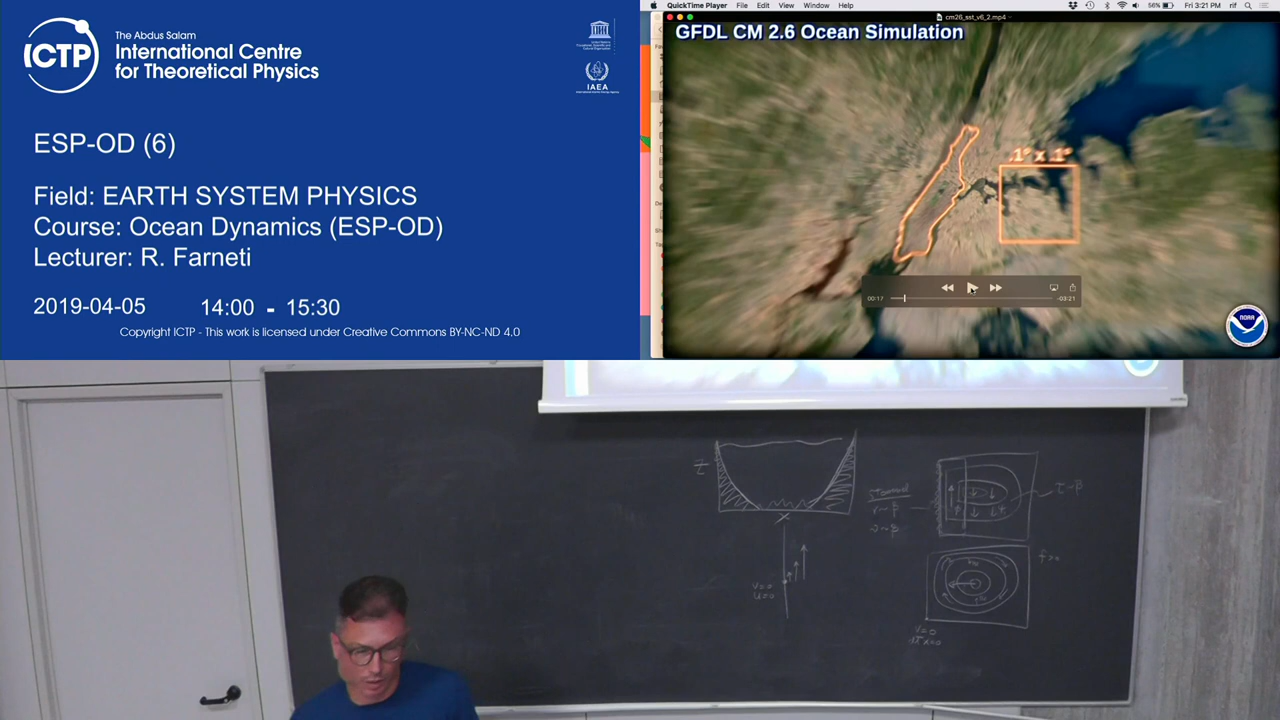 ICTP
The Abdus Salam
International Centre
for Theoretical Physics
IAEA
ESP-OD (6)
Field: EARTH SYSTEM PHYSICS
Course: Ocean Dynamics (ESP-OD)
Lecturer: R. Farneti
2019-04-05 14:00 - 15:30
Copyright ICTP - This work is licensed under Creative Commons BY-NC-ND 4.0
QuickTime Player File Edit View Window Help 56% Fri 3:21 PM rif
cm26_sst_v6_2.mp4
GFDL CM 2.6 Ocean Simulation
.1° x .1°
00:17 -03:21
NOAA